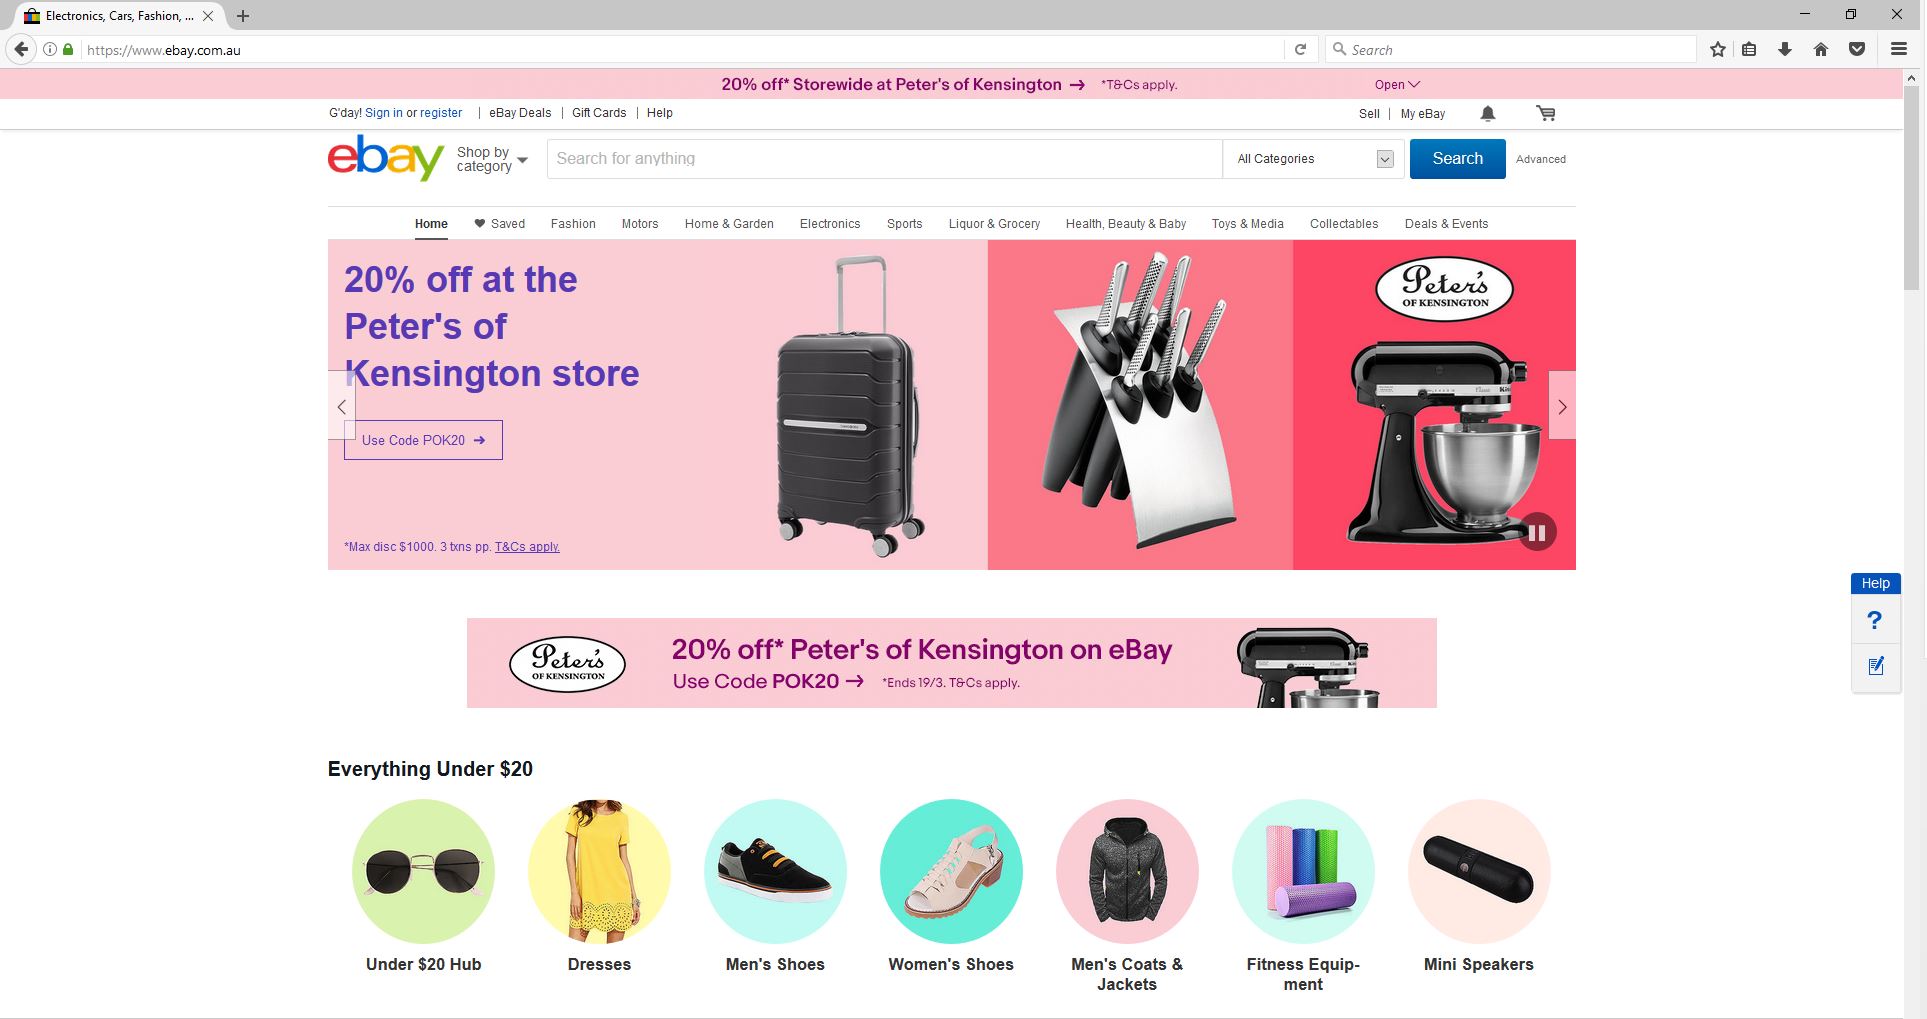 Electronics, Cars, Fashion, ...
https://www.ebay.com.au
Search
20% off* Storewide at Peter's of Kensington → *T&Cs apply.
Open
G'day! Sign in or register | eBay Deals | Gift Cards | Help
Sell | My eBay
ebay
Shop by
category
Search for anything
All Categories
Search
Advanced
Home
Saved
Fashion
Motors
Home & Garden
Electronics
Sports
Liquor & Grocery
Health, Beauty & Baby
Toys & Media
Collectables
Deals & Events
20% off at the
Peter's of
Kensington store
Use Code POK20 →
*Max disc $1000. 3 txns pp. T&Cs apply.
Peter's
OF KENSINGTON
Help
?
Peter's
OF KENSINGTON
20% off* Peter's of Kensington on eBay
Use Code POK20 → *Ends 19/3. T&Cs apply.
Everything Under $20
Under $20 Hub
Dresses
Men's Shoes
Women's Shoes
Men's Coats &
Jackets
Fitness Equip-
ment
Mini Speakers